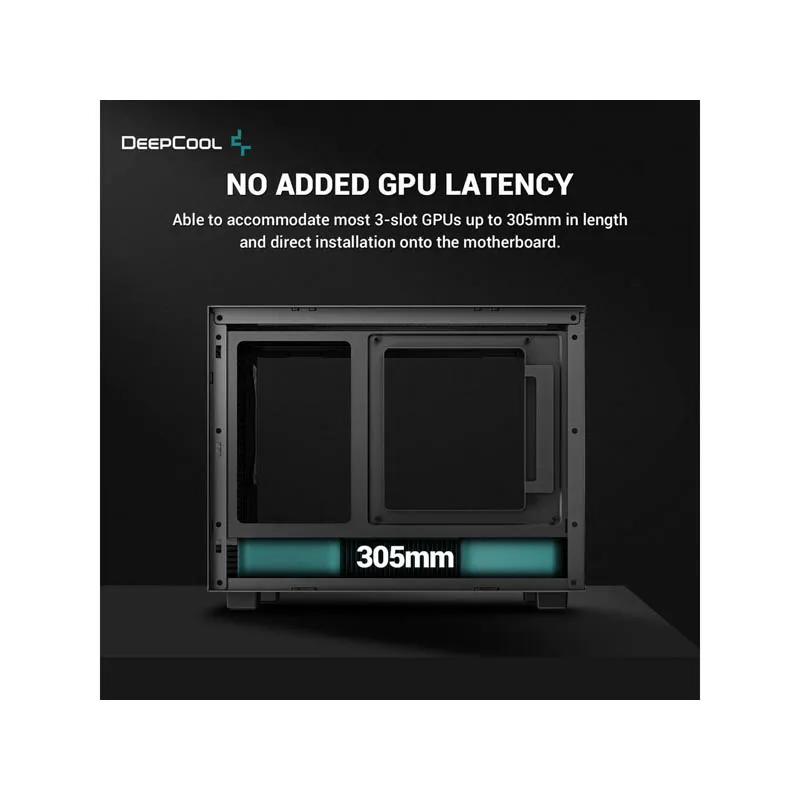 DEEPCOOL
NO ADDED GPU LATENCY
Able to accommodate most 3-slot GPUs up to 305mm in length
and direct installation onto the motherboard.
305mm